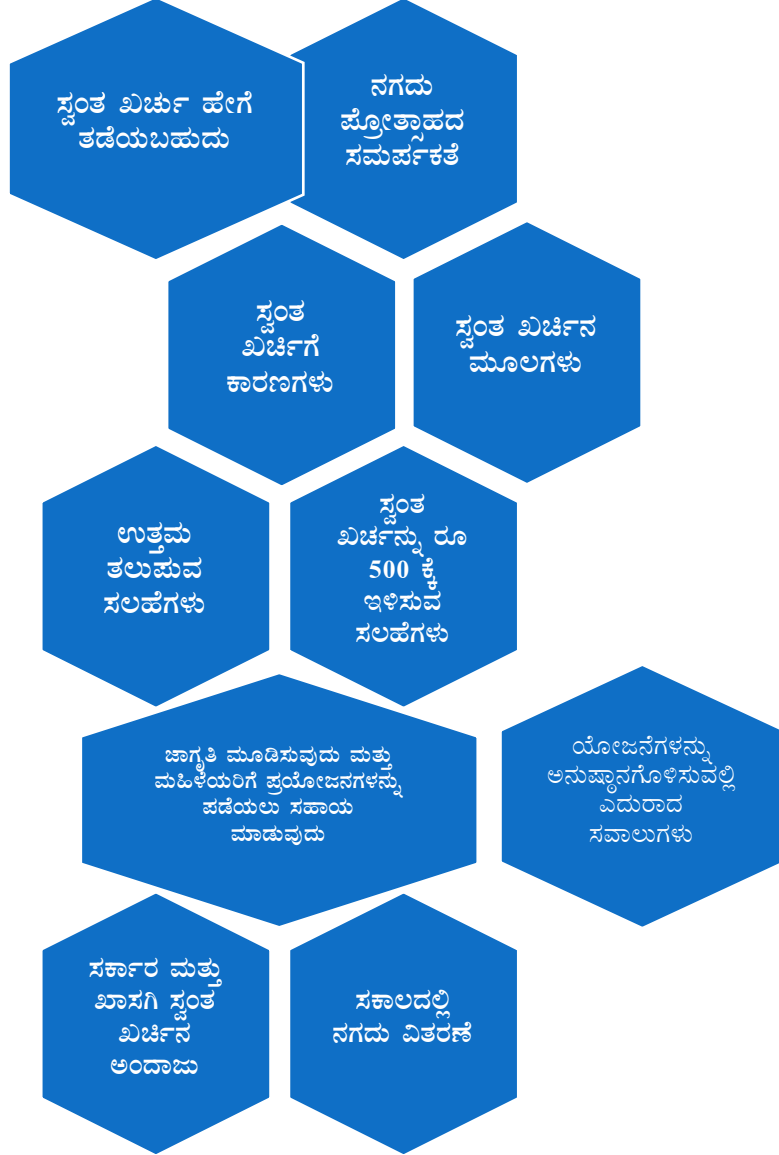 ಸ್ವಂತ ಖರ್ಚು ಹೇಗೆ
ತಡೆಯಬಹುದು
ನಗದು
ಪ್ರೋತ್ಸಾಹದ
ಸಮರ್ಪಕತೆ
ಸ್ವಂತ
ಖರ್ಚಿಗೆ
ಕಾರಣಗಳು
ಸ್ವಂತ ಖರ್ಚಿನ
ಮೂಲಗಳು
ಉತ್ತಮ
ತಲುಪುವ
ಸಲಹೆಗಳು
ಸ್ವಂತ
ಖರ್ಚನ್ನು ರೂ
500 ಕ್ಕೆ
ಇಳಿಸುವ
ಸಲಹೆಗಳು
ಜಾಗೃತಿ ಮೂಡಿಸುವುದು ಮತ್ತು
ಮಹಿಳೆಯರಿಗೆ ಪ್ರಯೋಜನಗಳನ್ನು
ಪಡೆಯಲು ಸಹಾಯ
ಮಾಡುವುದು
ಯೋಜನೆಗಳನ್ನು
ಅನುಷ್ಠಾನಗೊಳಿಸುವಲ್ಲಿ
ಎದುರಾದ
ಸವಾಲುಗಳು
ಸರ್ಕಾರ ಮತ್ತು
ಖಾಸಗಿ ಸ್ವಂತ
ಖರ್ಚಿನ
ಅಂದಾಜು
ಸಕಾಲದಲ್ಲಿ
ನಗದು ವಿತರಣೆ